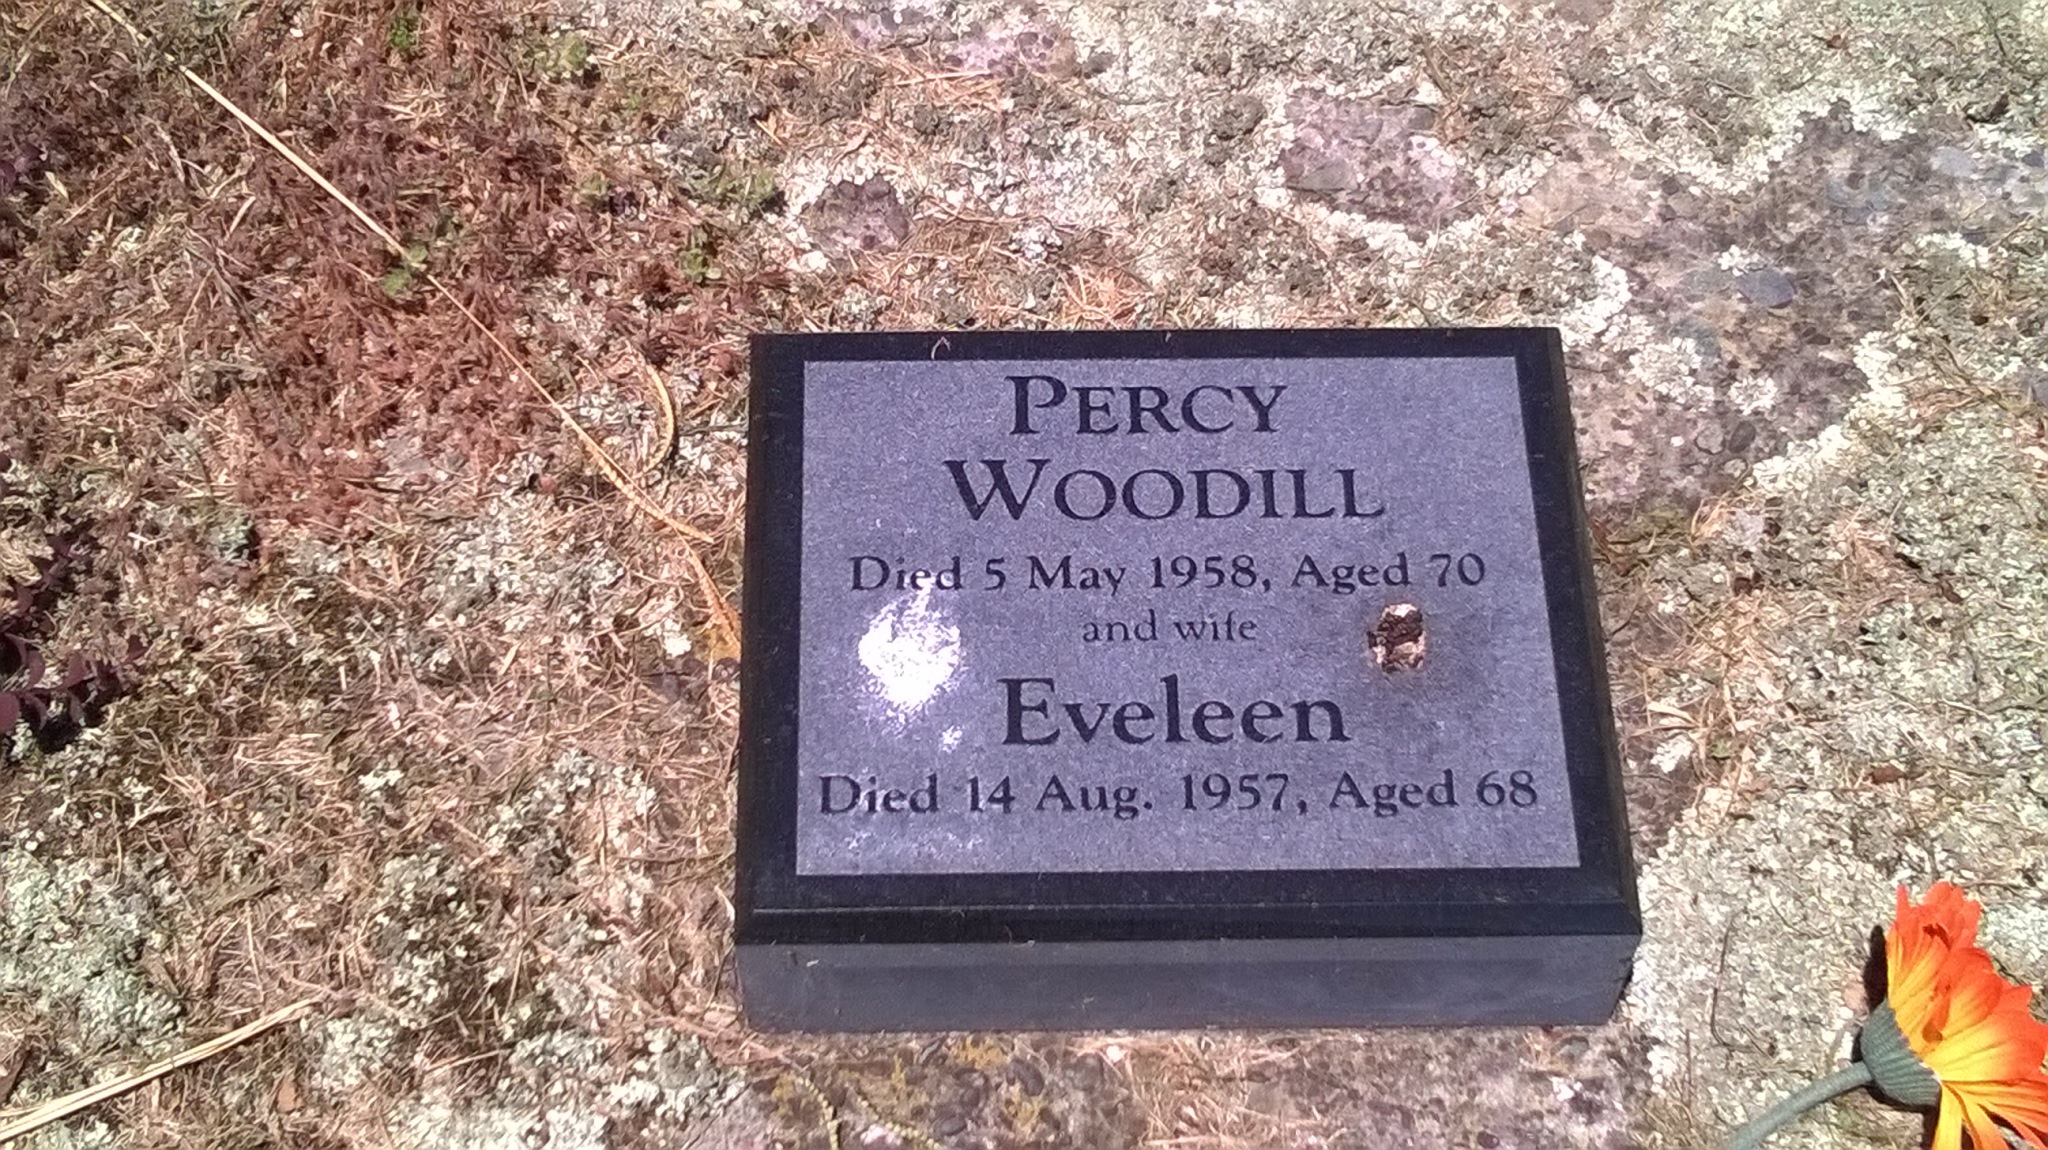 PERCY
WOODILL
Died 5 May 1958, Aged 70
and wife
Eveleen
Died 14 Aug. 1957, Aged 68